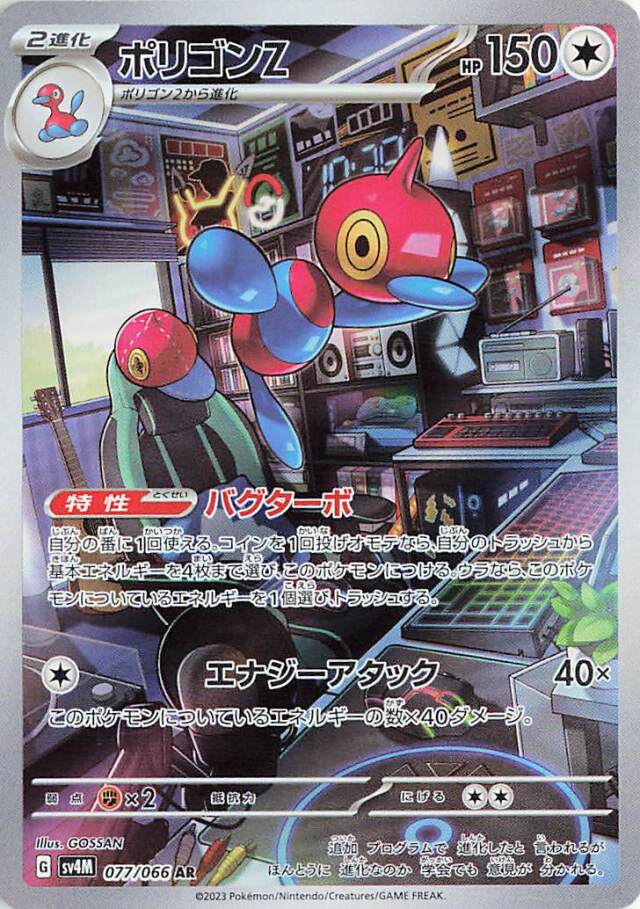 2進化
ポリゴンZ
HP 150
ポリゴン2から進化
10:30
特性
とくせい
バグターボ
自分の番に1回使える。コインを1回投げオモテなら、自分のトラッシュから
基本エネルギーを4枚まで選び、このポケモンにつける。ウラなら、このポケ
モンについているエネルギーを1個選び、トラッシュする。
エナジーアタック 40×
このポケモンについているエネルギーの数×40ダメージ。
弱点 ×2 抵抗力 にげる
Illus. GOSSAN
G sv4M 077/066 AR
追加 プログラムで 進化したと 言われるが
ほんとうに 進化なのか 学会でも 意見が 分かれる。
©2023 Pokémon/Nintendo/Creatures/GAME FREAK.